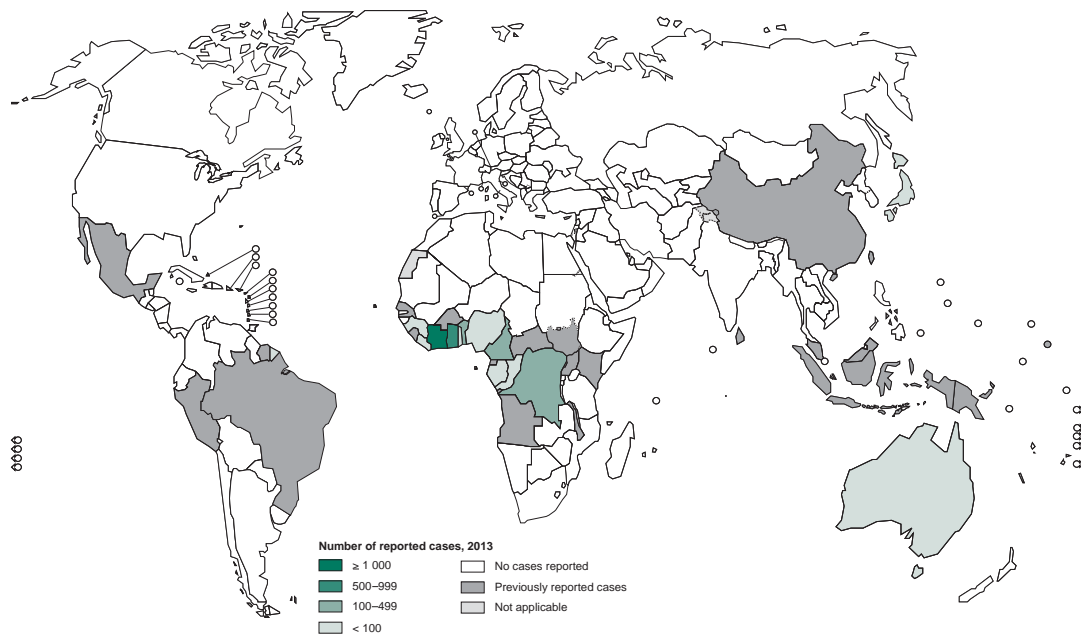 Number of reported cases, 2013
≥ 1 000
500–999
100–499
< 100
No cases reported
Previously reported cases
Not applicable